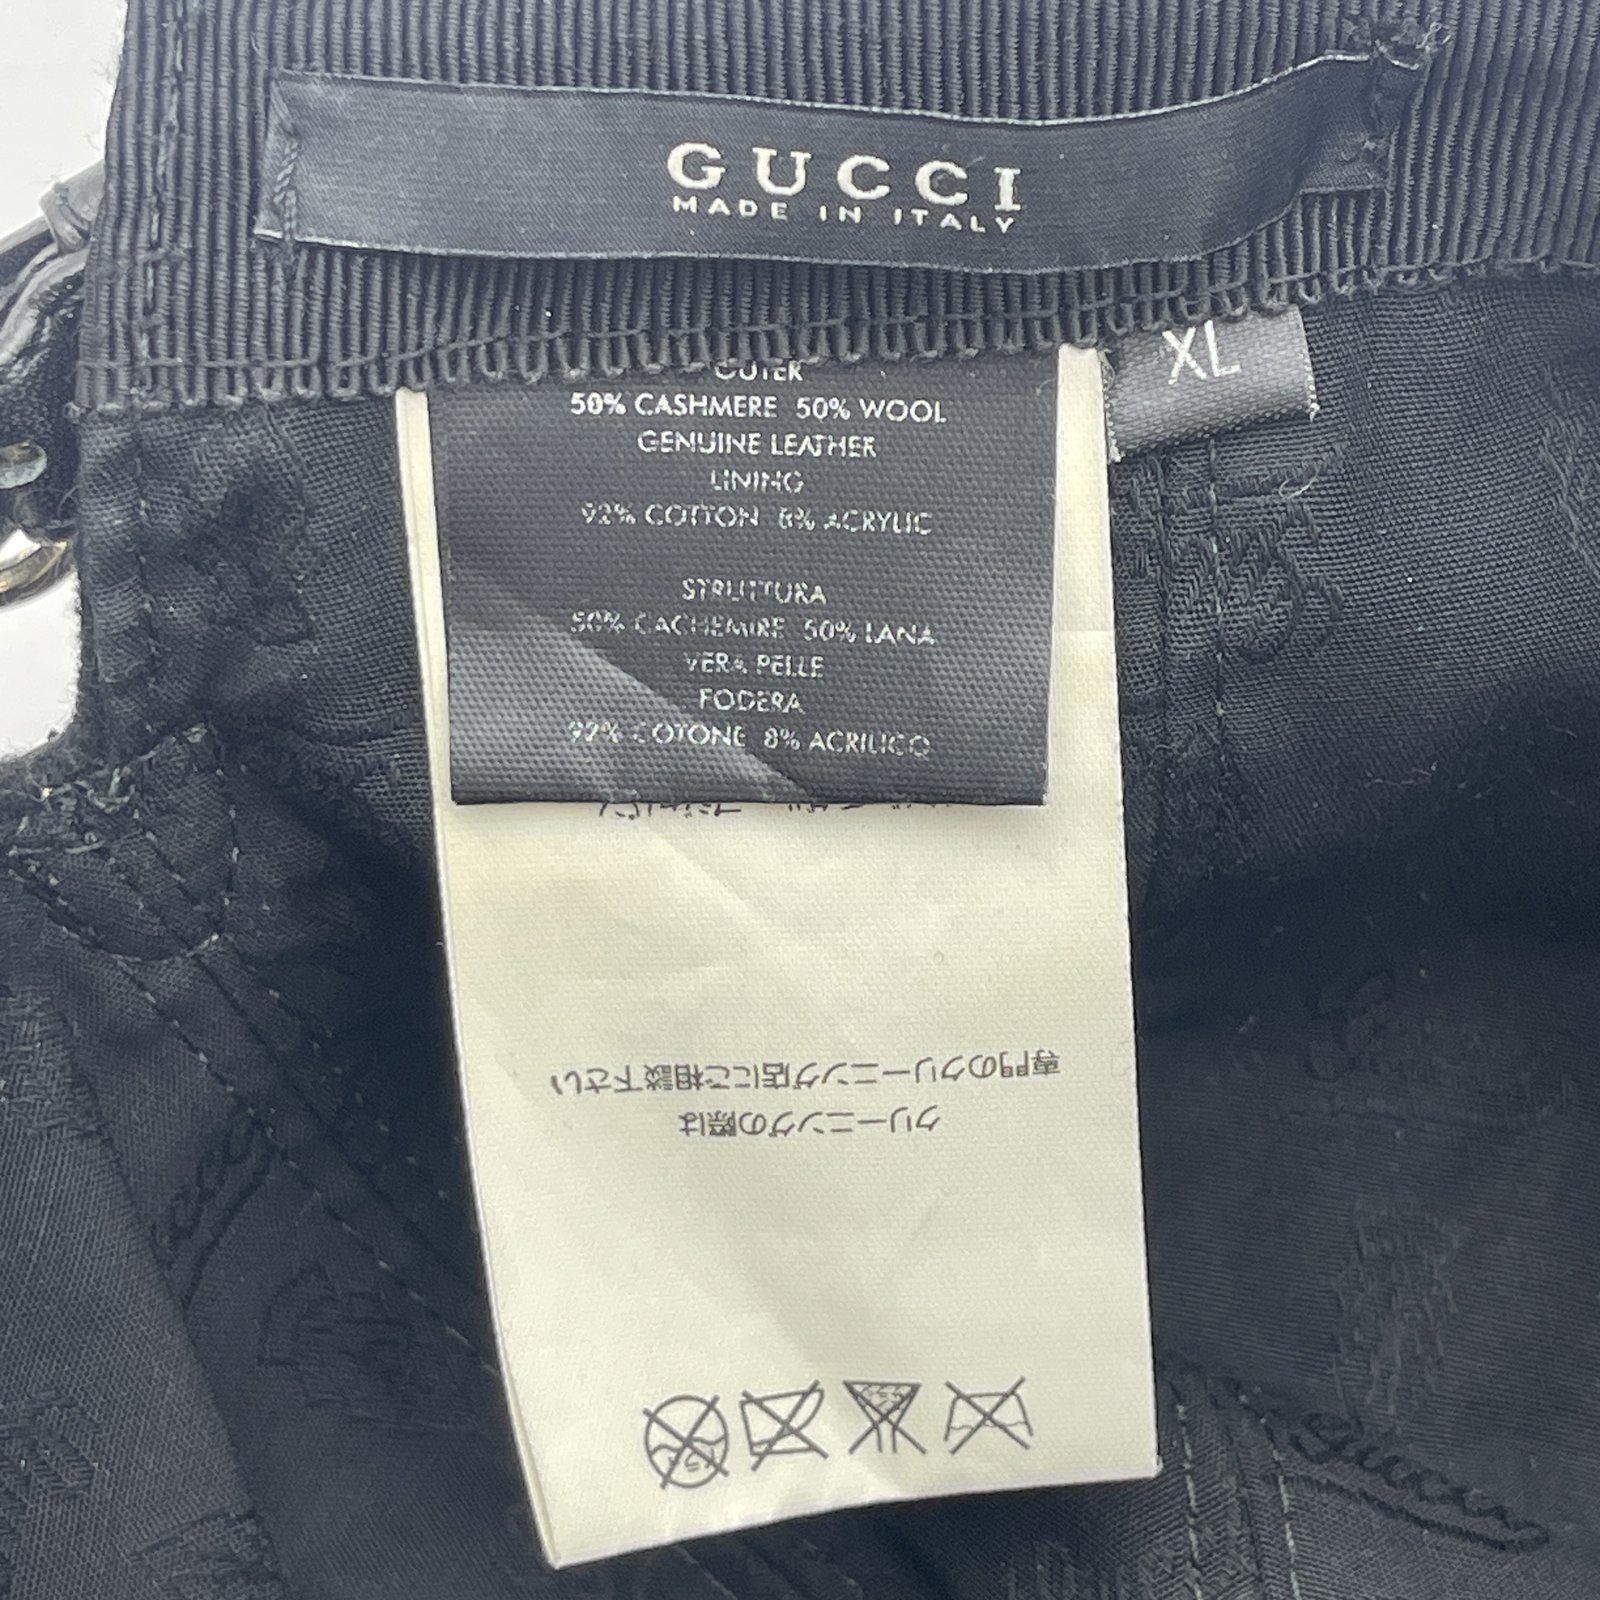 GUCCI
MADE IN ITALY
XL
OUTER
50% CASHMERE 50% WOOL
GENUINE LEATHER
LINING
92% COTTON 8% ACRYLIC
STRUTTURA
50% CACHEMIRE 50% LANA
VERA PELLE
FODERA
92% COTONE 8% ACRILICO
クリーニングの際は
専門のクリーニング店にご相談下さい
Gucci
Gucci